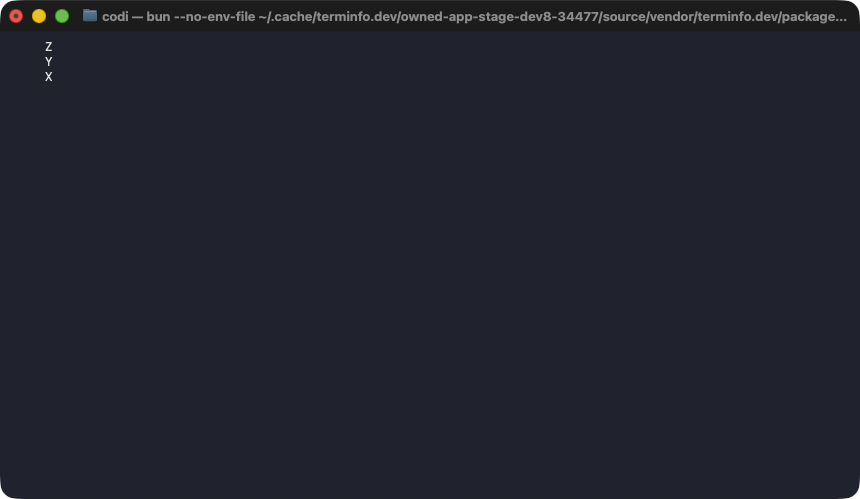 codi — bun --no-env-file ~/.cache/terminfo.dev/owned-app-stage-dev8-34477/source/vendor/terminfo.dev/package...
Z
Y
X